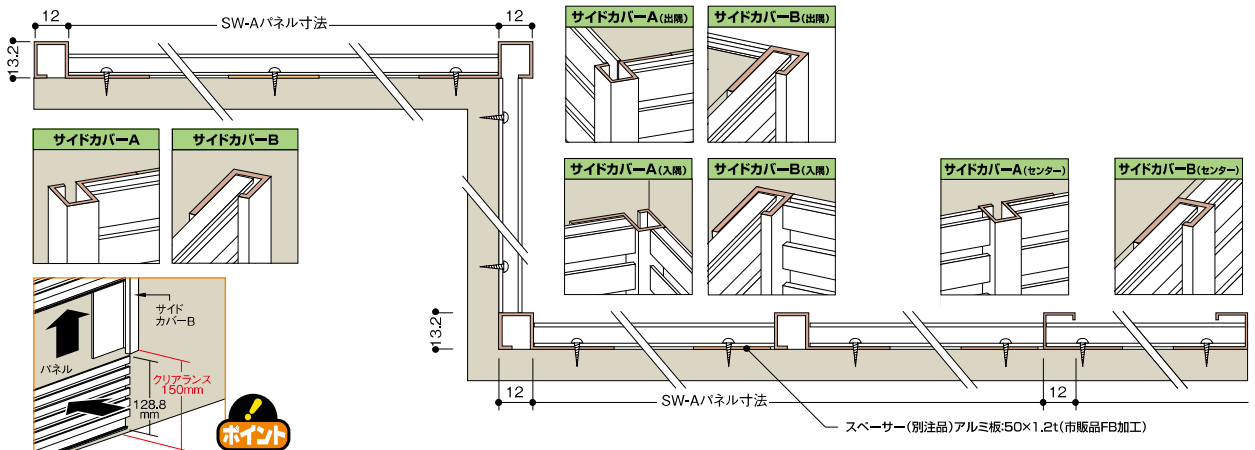 12
SW-Aパネル寸法
12
13.2
サイドカバーA(出隅)
サイドカバーB(出隅)
サイドカバーA
サイドカバーB
サイドカバーA(入隅)
サイドカバーB(入隅)
サイドカバーA(センター)
サイドカバーB(センター)
サイド
カバーB
パネル
クリアランス
150mm
128.8
mm
ポイント
13.2
12
SW-Aパネル寸法
12
スペーサー(別注品)アルミ板:50×1.2t(市販品FB加工)